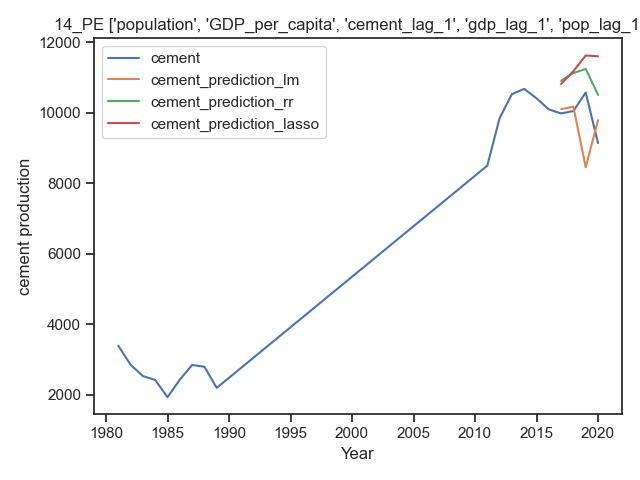 14_PE ['population', 'GDP_per_capita', 'cement_lag_1', 'gdp_lag_1', 'pop_lag_1
12000
10000
8000
6000
4000
2000
cement production
cement
cement_prediction_lm
cement_prediction_rr
cement_prediction_lasso
1980 1985 1990 1995 2000 2005 2010 2015 2020
Year